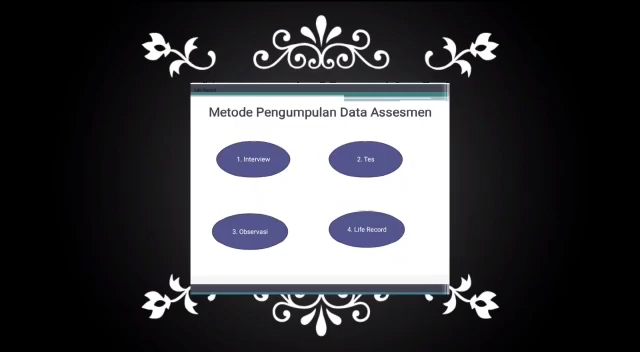 Metode Pengumpulan Data Assesmen
1. Interview
2. Tes
3. Observasi
4. Life Record